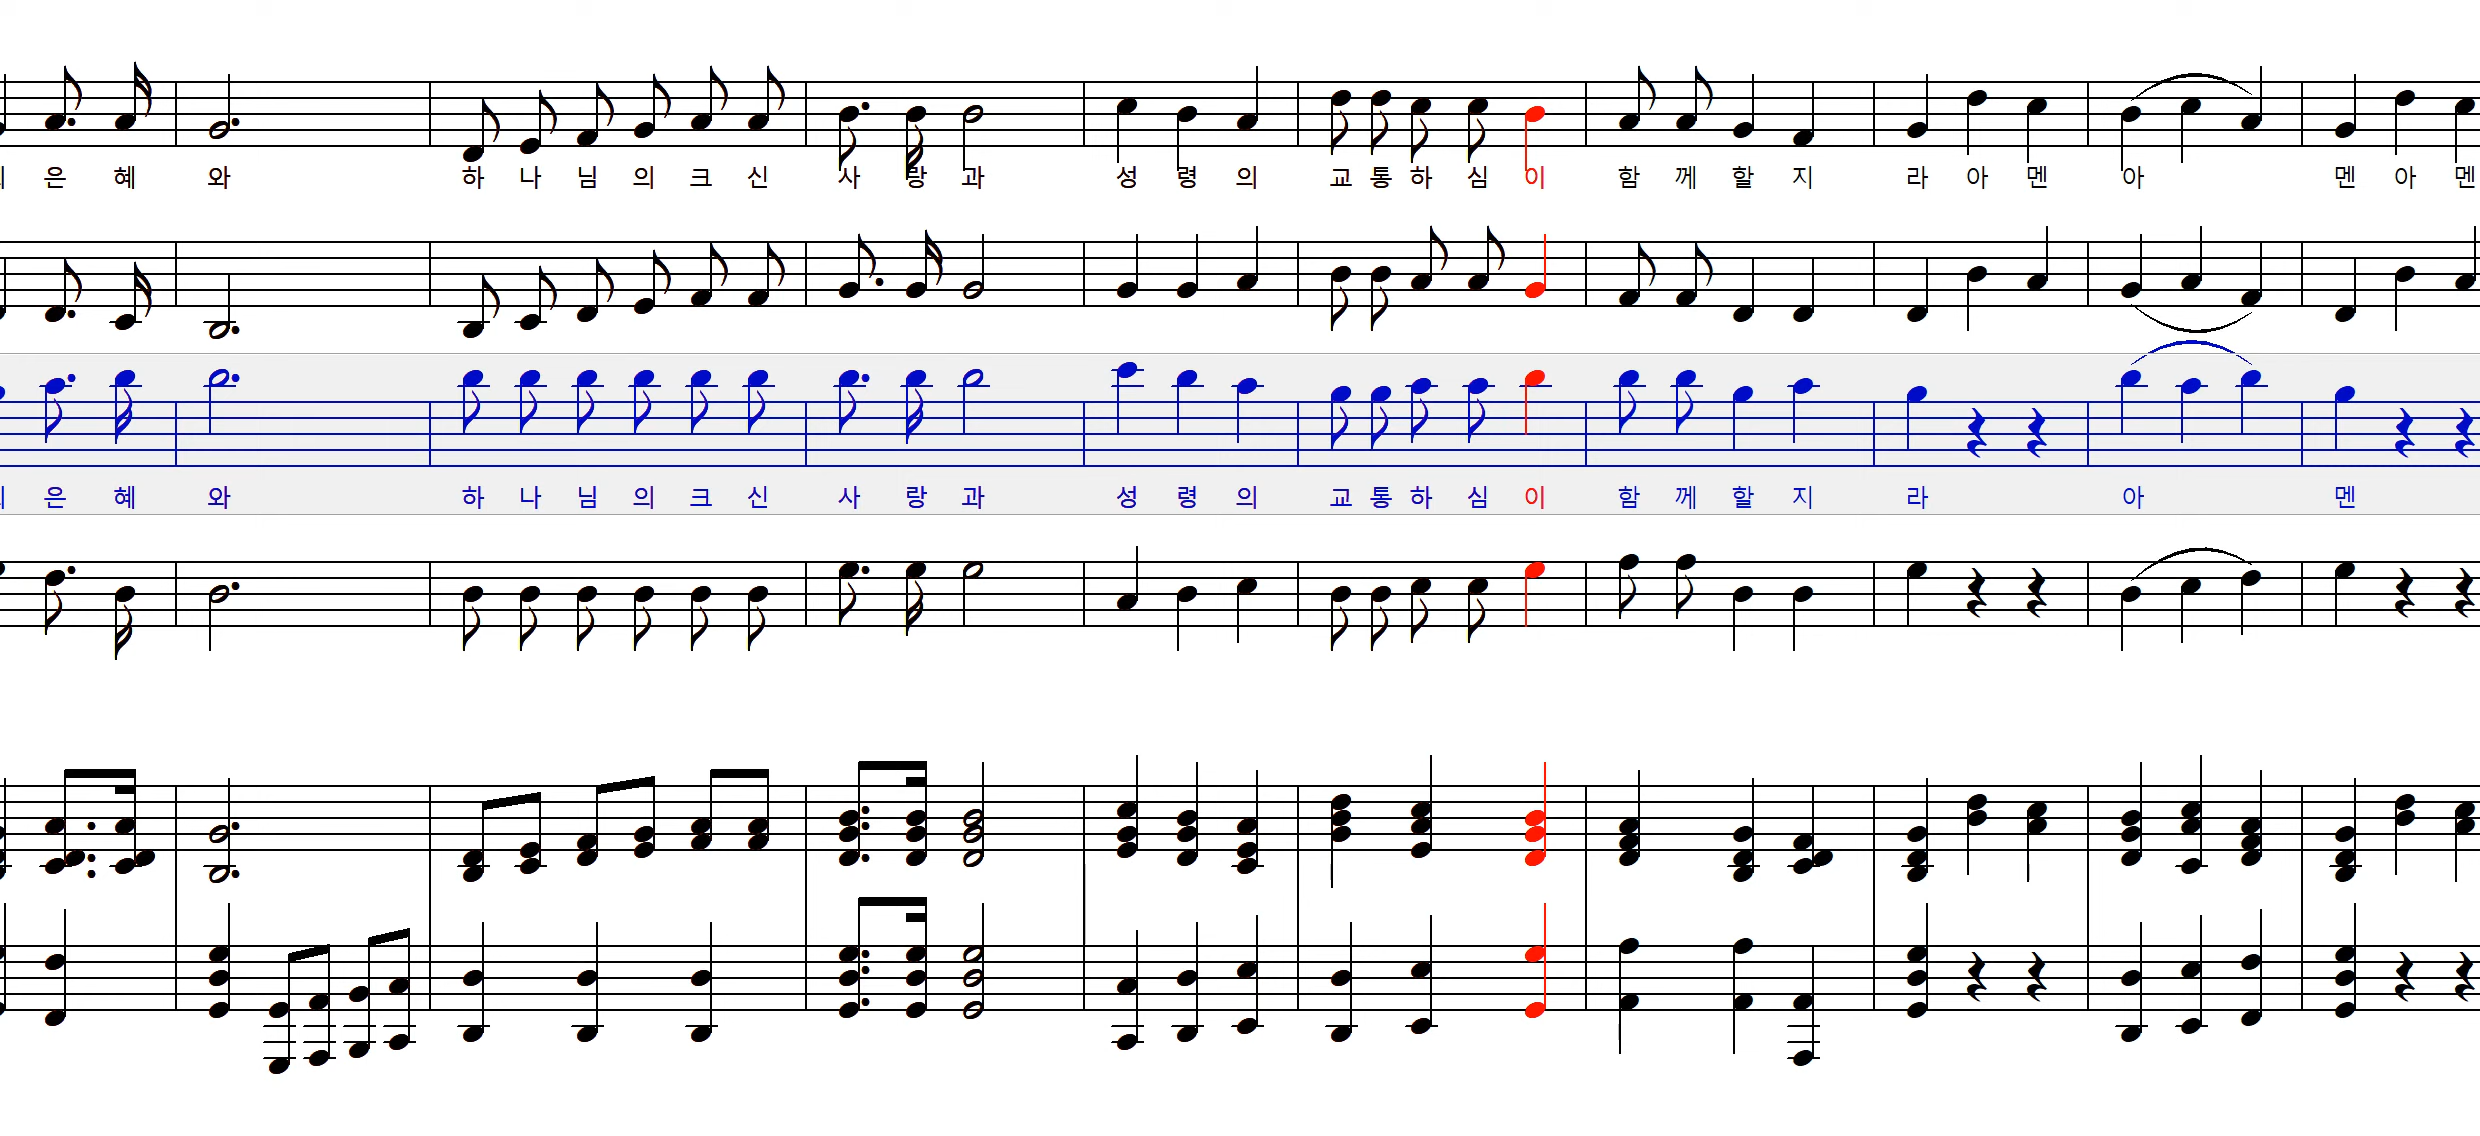 은 혜 와 하 나 님 의 크 신 사 랑 과 성 령 의 교 통 하 심 이 함 께 할 지 라 아 멘 아 멘 아 멘
은 혜 와 하 나 님 의 크 신 사 랑 과 성 령 의 교 통 하 심 이 함 께 할 지 라 아 멘